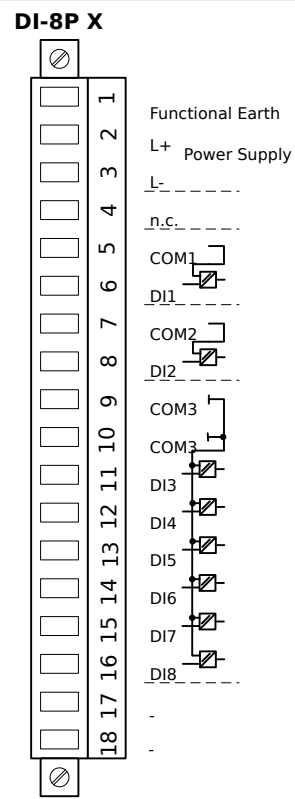 DI-8P X
1
Functional Earth
2
L+ Power Supply
3
L-
4
n.c.
5
COM1
6
DI1
7
COM2
8
DI2
9
COM3
10
COM3
11
DI3
12
DI4
13
DI5
14
DI6
15
DI7
16
DI8
17
-
18
-